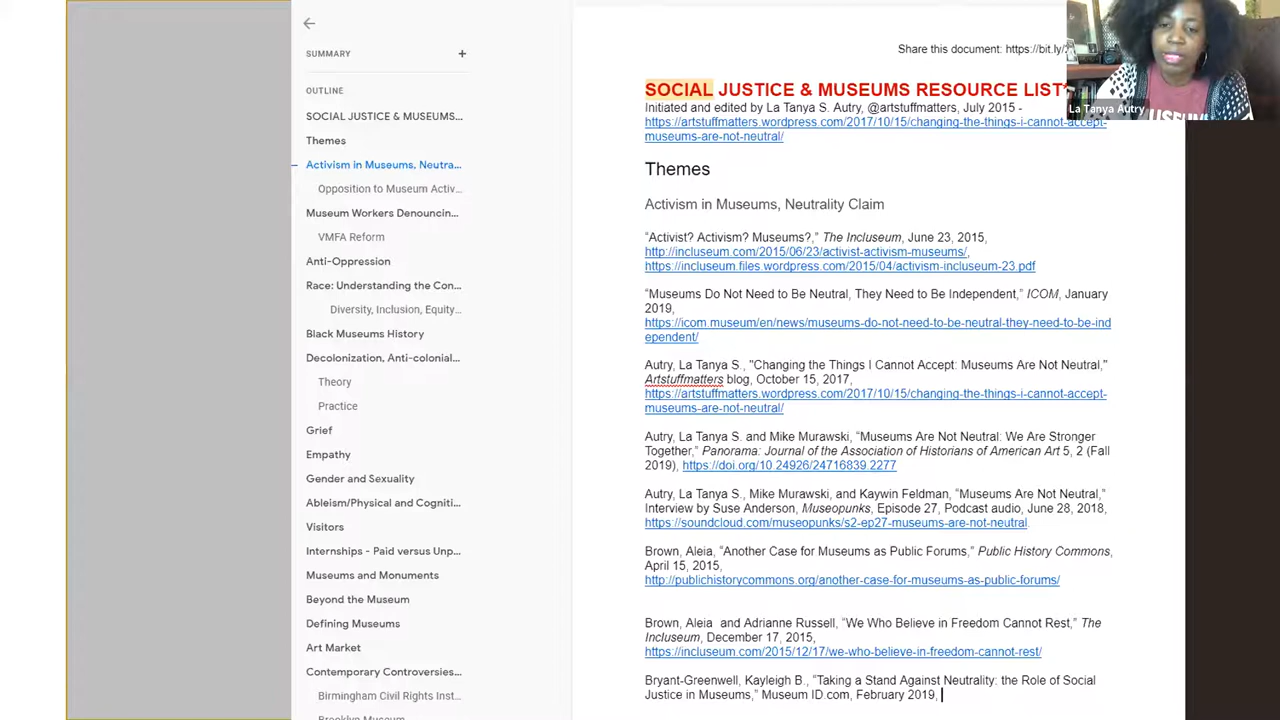 SUMMARY
+
OUTLINE
SOCIAL JUSTICE & MUSEUMS...
Themes
Activism in Museums, Neutra...
Opposition to Museum Activ...
Museum Workers Denouncin...
VMFA Reform
Anti-Oppression
Race: Understanding the Con...
Diversity, Inclusion, Equity...
Black Museums History
Decolonization, Anti-colonial...
Theory
Practice
Grief
Empathy
Gender and Sexuality
Ableism/Physical and Cogniti...
Visitors
Internships - Paid versus Unp...
Museums and Monuments
Beyond the Museum
Defining Museums
Art Market
Contemporary Controversies...
Birmingham Civil Rights Inst...
Brooklyn Museum
Share this document: https://bit.ly/
SOCIAL JUSTICE & MUSEUMS RESOURCE LIST
Initiated and edited by La Tanya S. Autry, @artstuffmatters, July 2015 -
https://artstuffmatters.wordpress.com/2017/10/15/changing-the-things-i-cannot-accept-
museums-are-not-neutral/
Themes
Activism in Museums, Neutrality Claim
“Activist? Activism? Museums?,” The Incluseum, June 23, 2015,
http://incluseum.com/2015/06/23/activist-activism-museums/,
https://incluseum.files.wordpress.com/2015/04/activism-incluseum-23.pdf
“Museums Do Not Need to Be Neutral, They Need to Be Independent,” ICOM, January
2019,
https://icom.museum/en/news/museums-do-not-need-to-be-neutral-they-need-to-be-ind
ependent/
Autry, La Tanya S., "Changing the Things I Cannot Accept: Museums Are Not Neutral,"
Artstuffmatters blog, October 15, 2017,
https://artstuffmatters.wordpress.com/2017/10/15/changing-the-things-i-cannot-accept-
museums-are-not-neutral/
Autry, La Tanya S. and Mike Murawski, “Museums Are Not Neutral: We Are Stronger
Together,” Panorama: Journal of the Association of Historians of American Art 5, 2 (Fall
2019), https://doi.org/10.24926/24716839.2277
Autry, La Tanya S., Mike Murawski, and Kaywin Feldman, “Museums Are Not Neutral,”
Interview by Suse Anderson, Museopunks, Episode 27, Podcast audio, June 28, 2018,
https://soundcloud.com/museopunks/s2-ep27-museums-are-not-neutral.
Brown, Aleia, “Another Case for Museums as Public Forums,” Public History Commons,
April 15, 2015,
http://publichistorycommons.org/another-case-for-museums-as-public-forums/
Brown, Aleia and Adrianne Russell, “We Who Believe in Freedom Cannot Rest,” The
Incluseum, December 17, 2015,
https://incluseum.com/2015/12/17/we-who-believe-in-freedom-cannot-rest/
Bryant-Greenwell, Kayleigh B., “Taking a Stand Against Neutrality: the Role of Social
Justice in Museums,” Museum ID.com, February 2019,
La Tanya Autry